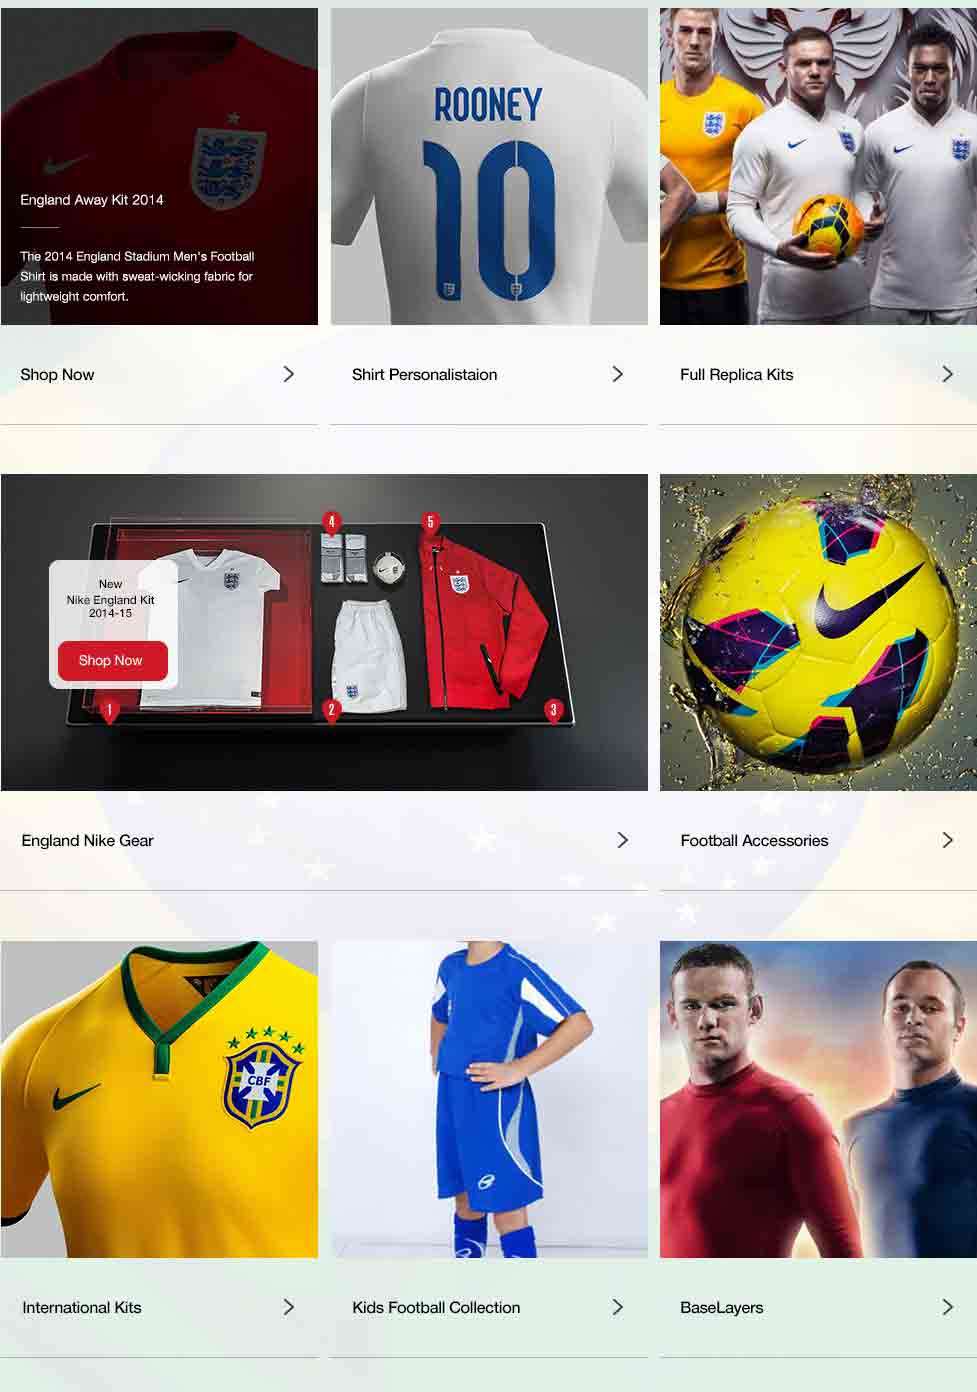 England Away Kit 2014
The 2014 England Stadium Men's Football
Shirt is made with sweat-wicking fabric for
lightweight comfort.
ROONEY
10
Shop Now
Shirt Personalistaion
Full Replica Kits
4
5
New
Nike England Kit
2014-15
Shop Now
1
2
3
England Nike Gear
Football Accessories
CBF
International Kits
Kids Football Collection
BaseLayers